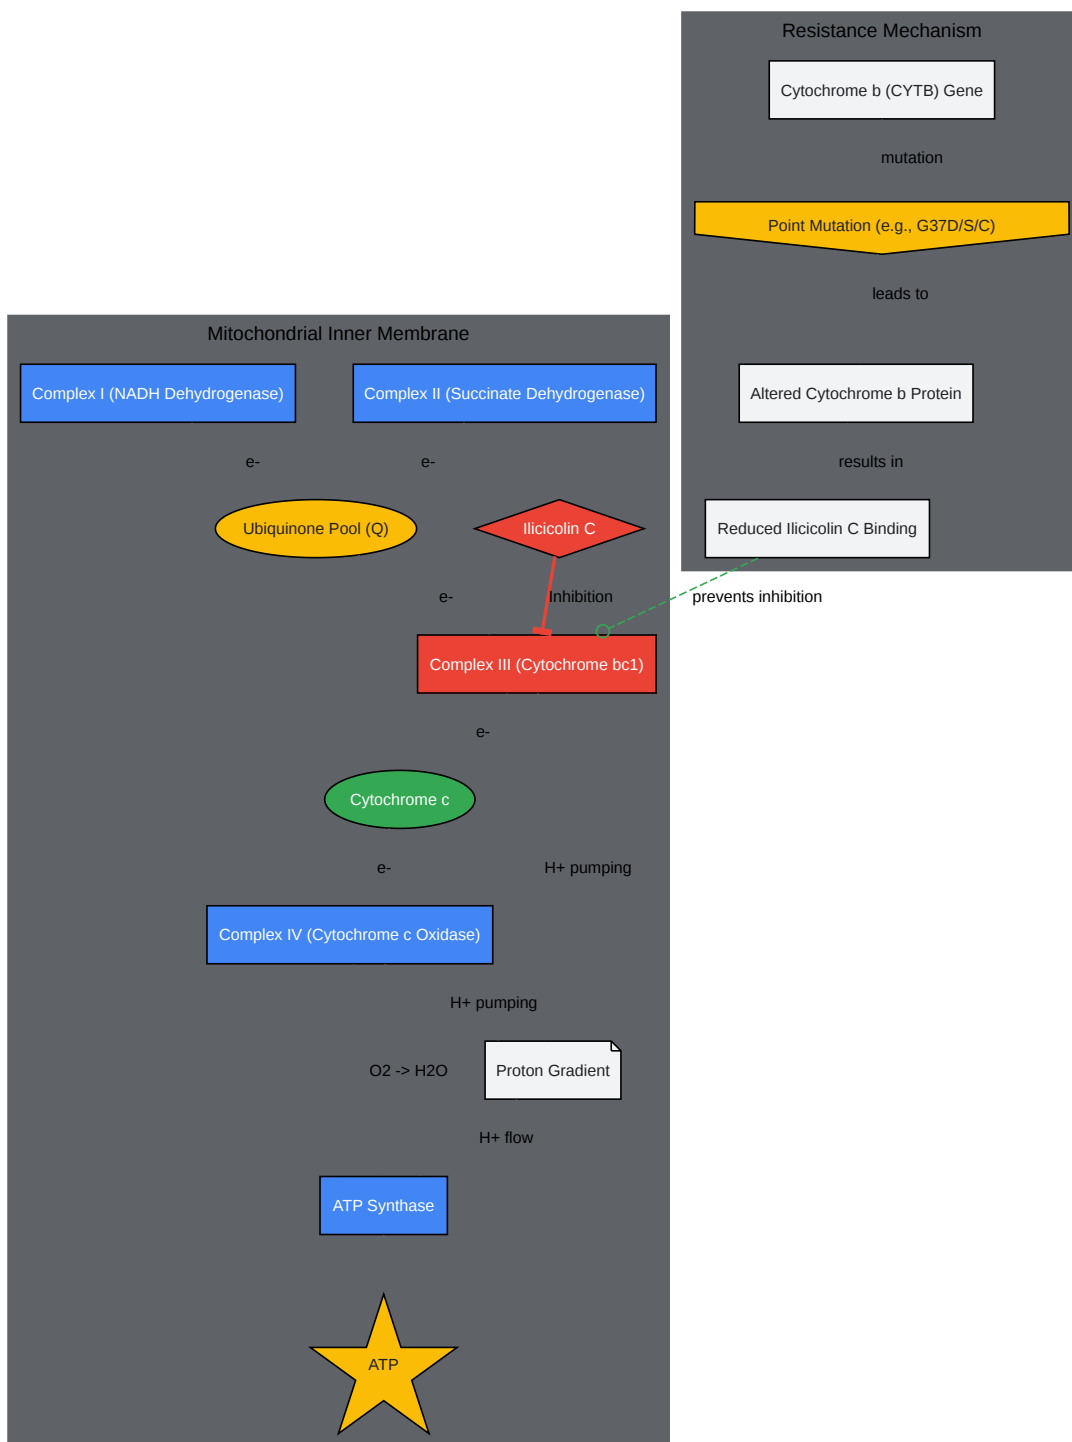 Resistance Mechanism
Cytochrome b (CYTB) Gene
mutation
Point Mutation (e.g., G37D/S/C)
leads to
Altered Cytochrome b Protein
results in
Reduced Ilicicolin C Binding
prevents inhibition
Mitochondrial Inner Membrane
Complex I (NADH Dehydrogenase)
Complex II (Succinate Dehydrogenase)
e-
e-
Ubiquinone Pool (Q)
Ilicicolin C
e-
Inhibition
Complex III (Cytochrome bc1)
e-
Cytochrome c
e-
H+ pumping
Complex IV (Cytochrome c Oxidase)
H+ pumping
O2 -> H2O
Proton Gradient
H+ flow
ATP Synthase
ATP